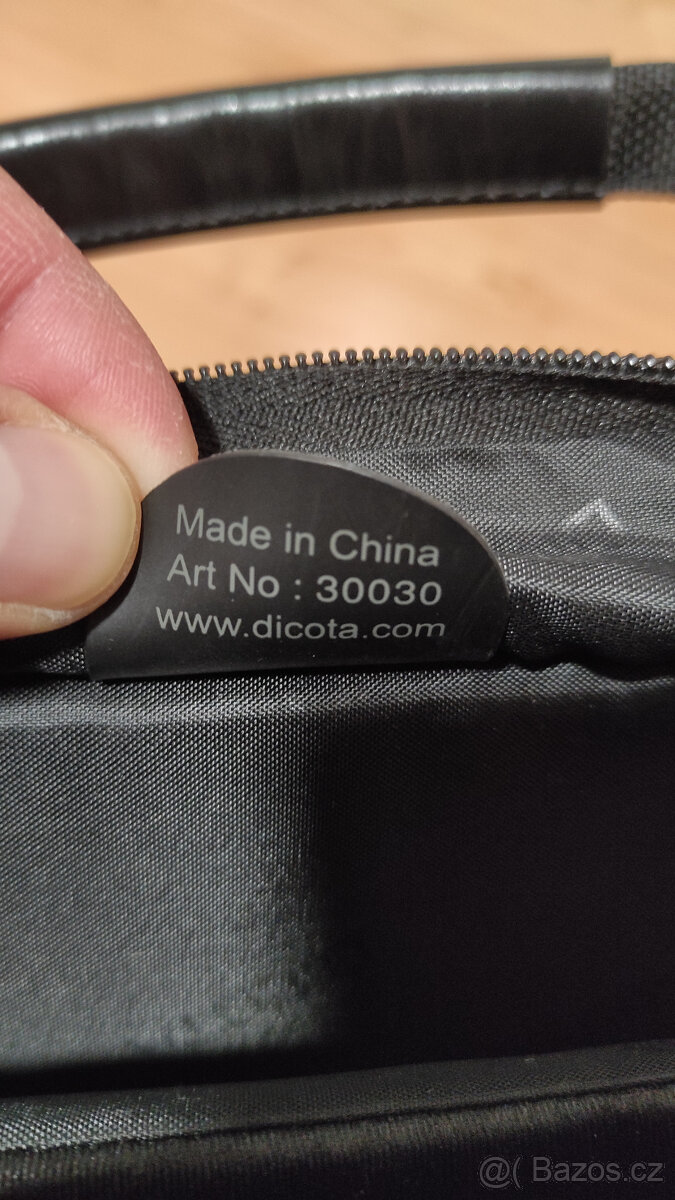 Made in China
Art No : 30030
www.dicota.com
@( Bazos.cz